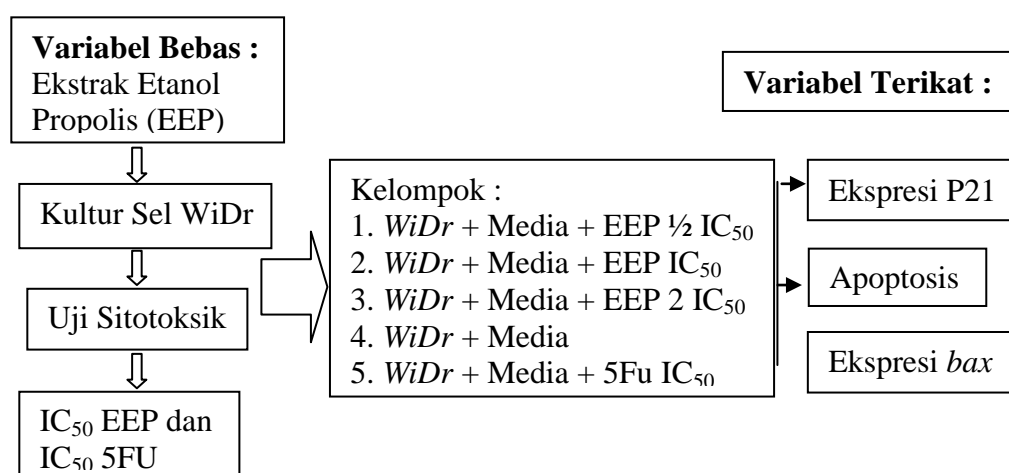 Variabel Bebas :
Ekstrak Etanol
Propolis (EEP)
Kultur Sel WiDr
Uji Sitotoksik
IC50 EEP dan
IC50 5FU
Kelompok :
1. WiDr + Media + EEP ½ IC50
2. WiDr + Media + EEP IC50
3. WiDr + Media + EEP 2 IC50
4. WiDr + Media
5. WiDr + Media + 5Fu IC50
Variabel Terikat :
Ekspresi P21
Apoptosis
Ekspresi bax